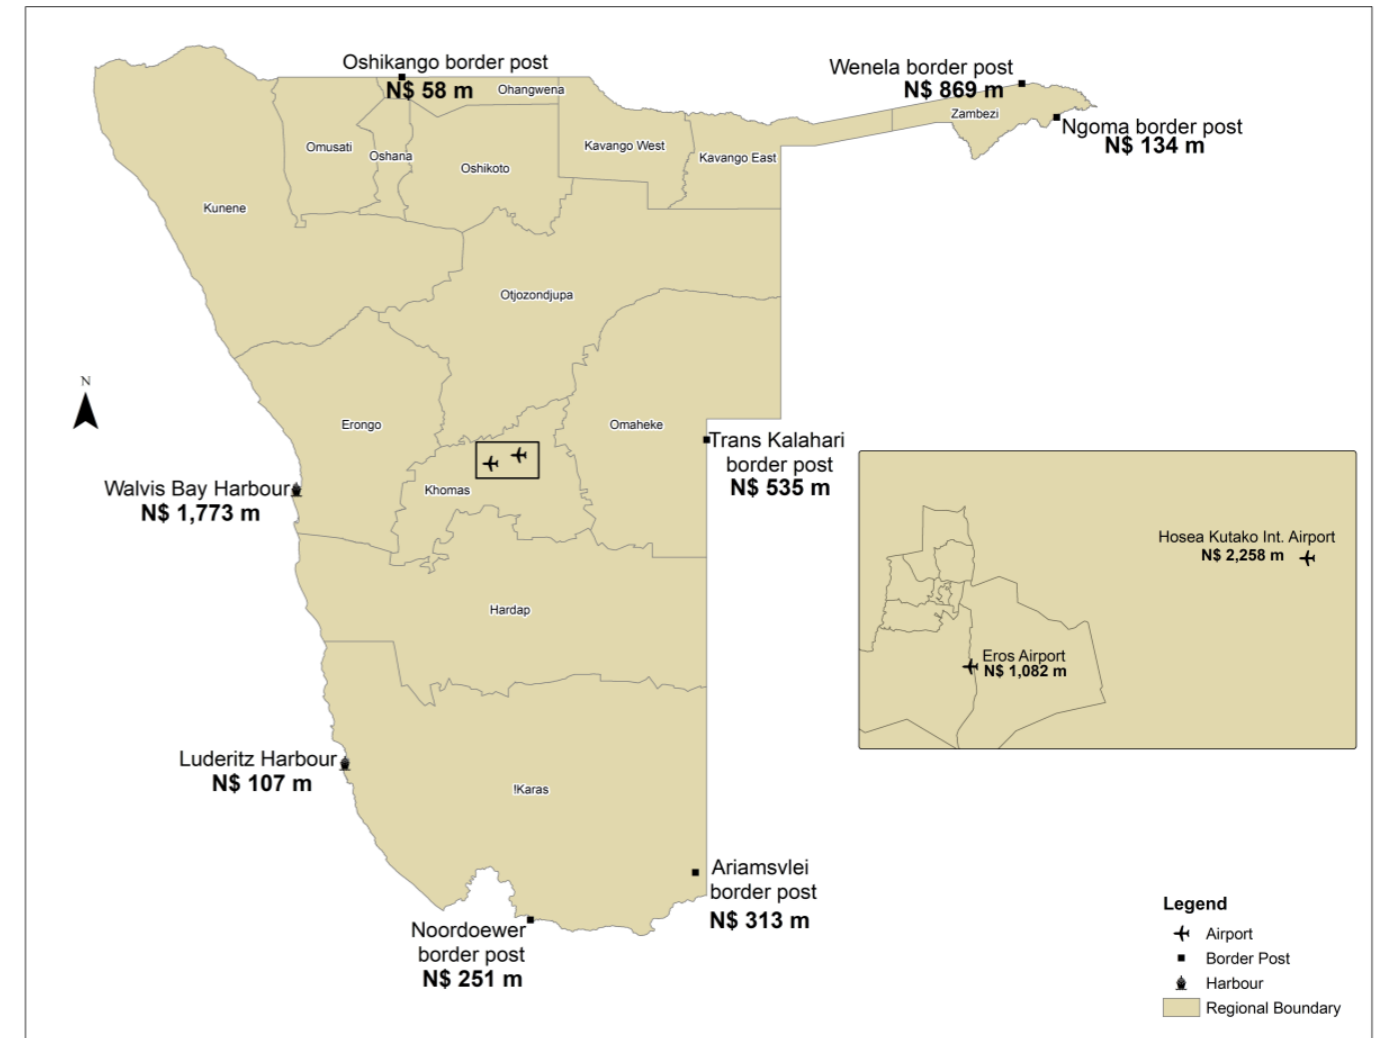 Oshikango border post
N$ 58 m
Ohangwena
Wenela border post
N$ 869 m
Zambezi
Ngoma border post
N$ 134 m
Omusati
Oshana
Oshikoto
Kavango West
Kavango East
Kunene
Otjozondjupa
N
Erongo
Omaheke
Trans Kalahari
border post
N$ 535 m
Walvis Bay Harbour
N$ 1,773 m
Khomas
Hosea Kutako Int. Airport
N$ 2,258 m
Eros Airport
N$ 1,082 m
Hardap
Luderitz Harbour
N$ 107 m
!Karas
Ariamsvlei
border post
N$ 313 m
Noordoewer
border post
N$ 251 m
Legend
Airport
Border Post
Harbour
Regional Boundary